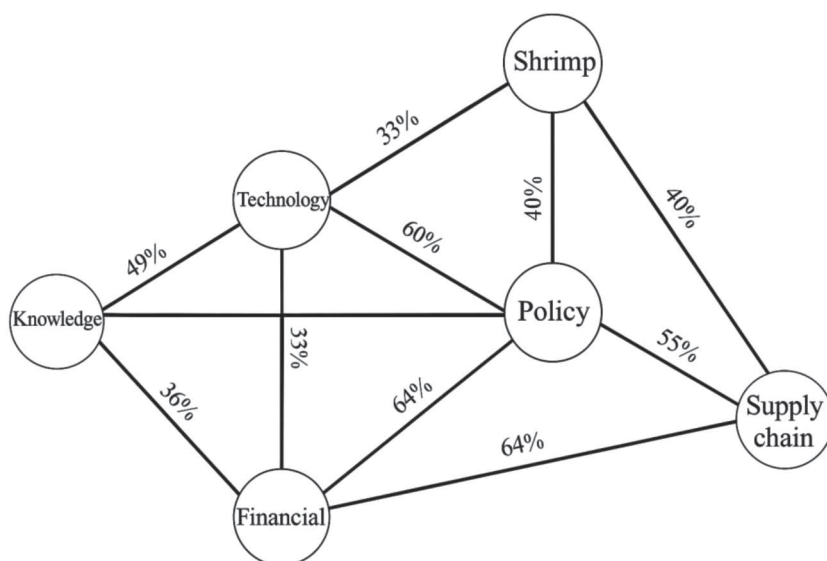 Shrimp
33%
Technology
40%
40%
49%
60%
Knowledge
Policy
33%
55%
36%
64%
Supply
chain
64%
Financial